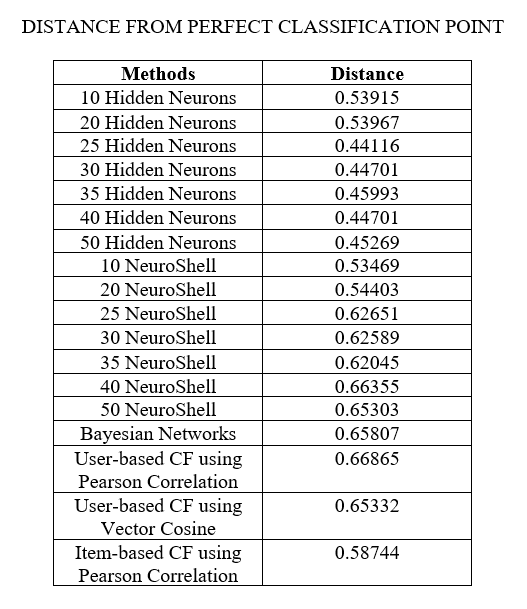 DISTANCE FROM PERFECT CLASSIFICATION POINT
Methods Distance
10 Hidden Neurons 0.53915
20 Hidden Neurons 0.53967
25 Hidden Neurons 0.44116
30 Hidden Neurons 0.44701
35 Hidden Neurons 0.45993
40 Hidden Neurons 0.44701
50 Hidden Neurons 0.45269
10 NeuroShell 0.53469
20 NeuroShell 0.54403
25 NeuroShell 0.62651
30 NeuroShell 0.62589
35 NeuroShell 0.62045
40 NeuroShell 0.66355
50 NeuroShell 0.65303
Bayesian Networks 0.65807
User-based CF using 0.66865
Pearson Correlation
User-based CF using 0.65332
Vector Cosine
Item-based CF using 0.58744
Pearson Correlation